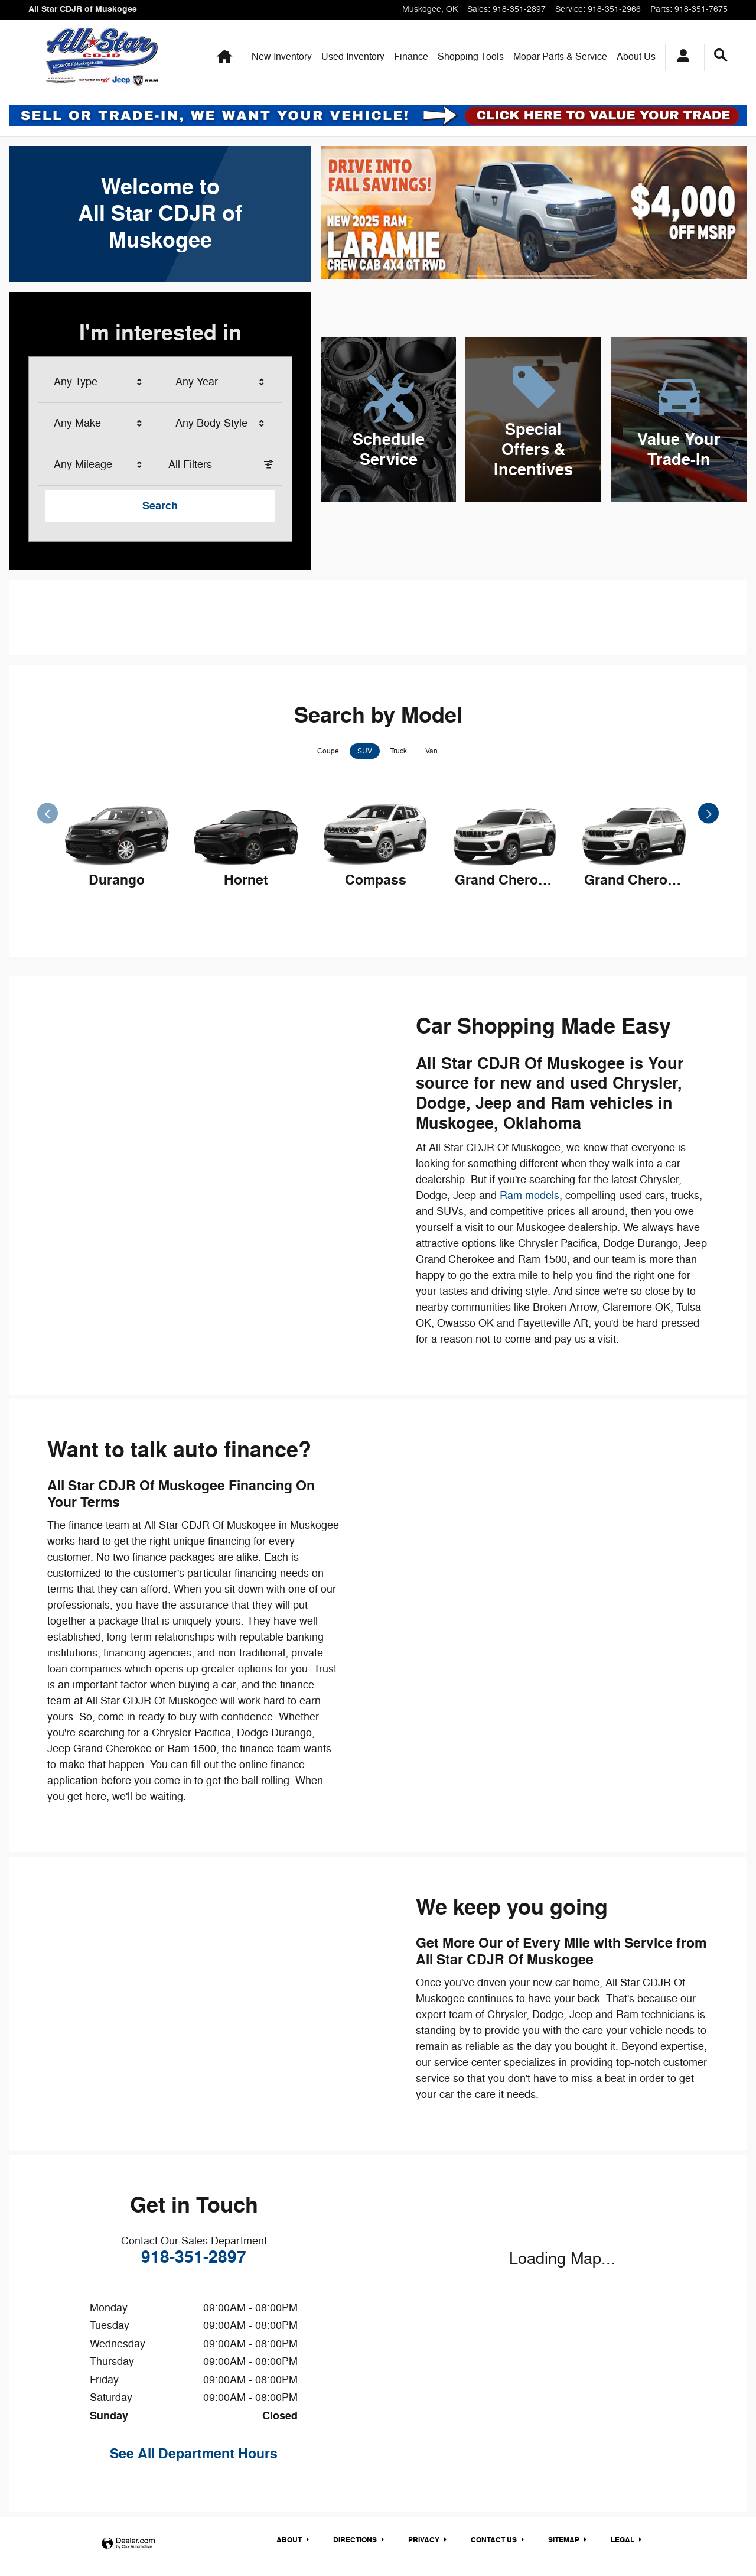 All Star CDJR of Muskogee
Muskogee, OK Sales: 918-351-2897 Service: 918-351-2966 Parts: 918-351-7675
All-Star
CDJR
AllStarCDJRMuskogee.com
Jeep RAM
New Inventory Used Inventory Finance Shopping Tools Mopar Parts & Service About Us
SELL OR TRADE-IN, WE WANT YOUR VEHICLE! CLICK HERE TO VALUE YOUR TRADE
Welcome to
All Star CDJR of
Muskogee
DRIVE INTO
FALL SAVINGS!
NEW 2025 RAM
LARAMIE
CREW CAB 4X4 GT RWD
$4,000
OFF MSRP
I'm interested in
Any Type Any Year
Any Make Any Body Style
Any Mileage All Filters
Search
Schedule
Service
Special
Offers &
Incentives
Value Your
Trade-In
Search by Model
Coupe SUV Truck Van
Durango Hornet Compass Grand Chero... Grand Chero...
Car Shopping Made Easy
All Star CDJR Of Muskogee is Your
source for new and used Chrysler,
Dodge, Jeep and Ram vehicles in
Muskogee, Oklahoma
At All Star CDJR Of Muskogee, we know that everyone is
looking for something different when they walk into a car
dealership. But if you're searching for the latest Chrysler,
Dodge, Jeep and Ram models, compelling used cars, trucks,
and SUVs, and competitive prices all around, then you owe
yourself a visit to our Muskogee dealership. We always have
attractive options like Chrysler Pacifica, Dodge Durango, Jeep
Grand Cherokee and Ram 1500, and our team is more than
happy to go the extra mile to help you find the right one for
your tastes and driving style. And since we're so close by to
nearby communities like Broken Arrow, Claremore OK, Tulsa
OK, Owasso OK and Fayetteville AR, you'd be hard-pressed
for a reason not to come and pay us a visit.
Want to talk auto finance?
All Star CDJR Of Muskogee Financing On
Your Terms
The finance team at All Star CDJR Of Muskogee in Muskogee
works hard to get the right unique financing for every
customer. No two finance packages are alike. Each is
customized to the customer's particular financing needs on
terms that they can afford. When you sit down with one of our
professionals, you have the assurance that they will put
together a package that is uniquely yours. They have well-
established, long-term relationships with reputable banking
institutions, financing agencies, and non-traditional, private
loan companies which opens up greater options for you. Trust
is an important factor when buying a car, and the finance
team at All Star CDJR Of Muskogee will work hard to earn
yours. So, come in ready to buy with confidence. Whether
you're searching for a Chrysler Pacifica, Dodge Durango,
Jeep Grand Cherokee or Ram 1500, the finance team wants
to make that happen. You can fill out the online finance
application before you come in to get the ball rolling. When
you get here, we'll be waiting.
We keep you going
Get More Our of Every Mile with Service from
All Star CDJR Of Muskogee
Once you've driven your new car home, All Star CDJR Of
Muskogee continues to have your back. That's because our
expert team of Chrysler, Dodge, Jeep and Ram technicians is
standing by to provide you with the care your vehicle needs to
remain as reliable as the day you bought it. Beyond expertise,
our service center specializes in providing top-notch customer
service so that you don't have to miss a beat in order to get
your car the care it needs.
Get in Touch
Contact Our Sales Department
918-351-2897
Monday 09:00AM - 08:00PM
Tuesday 09:00AM - 08:00PM
Wednesday 09:00AM - 08:00PM
Thursday 09:00AM - 08:00PM
Friday 09:00AM - 08:00PM
Saturday 09:00AM - 08:00PM
Sunday Closed
See All Department Hours
Loading Map...
Dealer.com
by Cox Automotive
ABOUT DIRECTIONS PRIVACY CONTACT US SITEMAP LEGAL